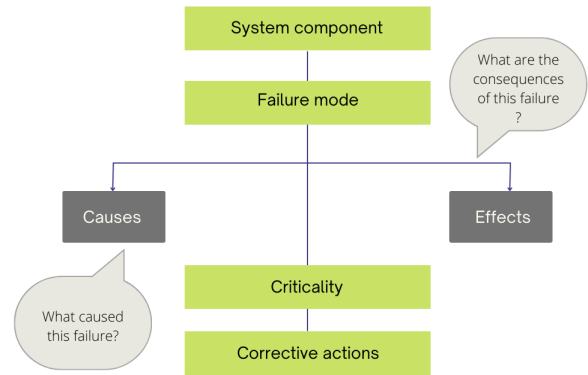 System component
What are the
consequences
of this failure
?
Failure mode
Causes
Effects
What caused
this failure?
Criticality
Corrective actions